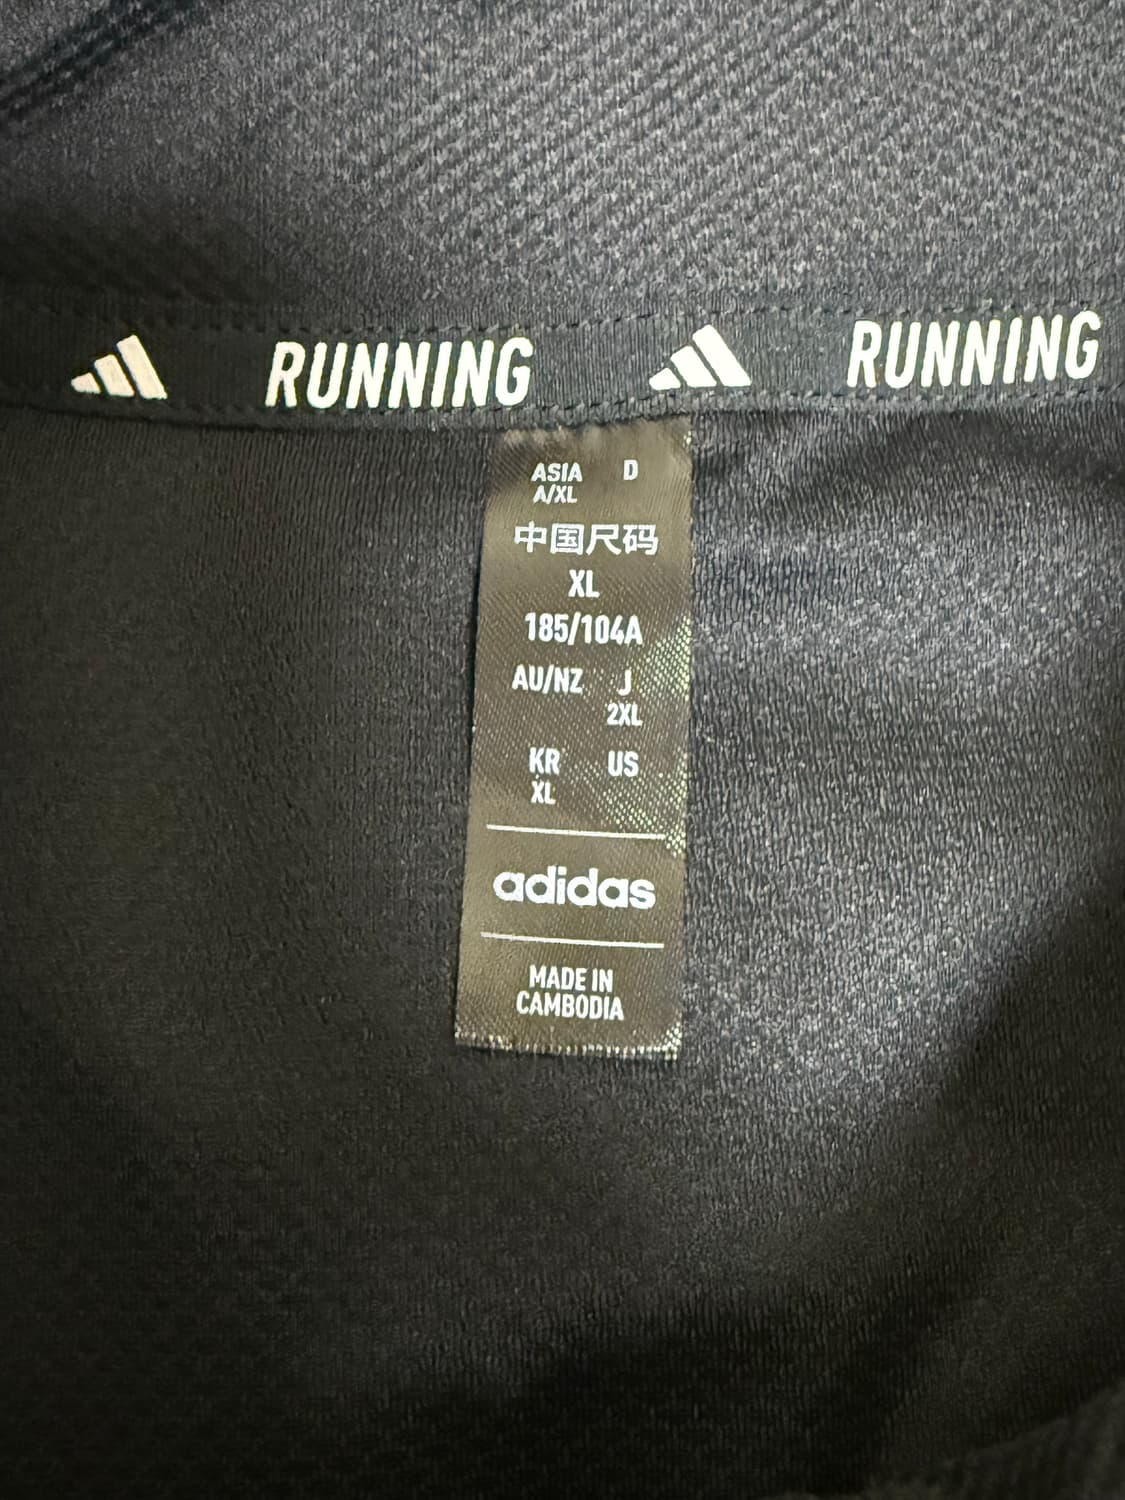 RUNNING RUNNING
ASIA D
A/XL
中国尺码
XL
185/104A
AU/NZ J
2XL
KR US
XL
adidas
MADE IN
CAMBODIA